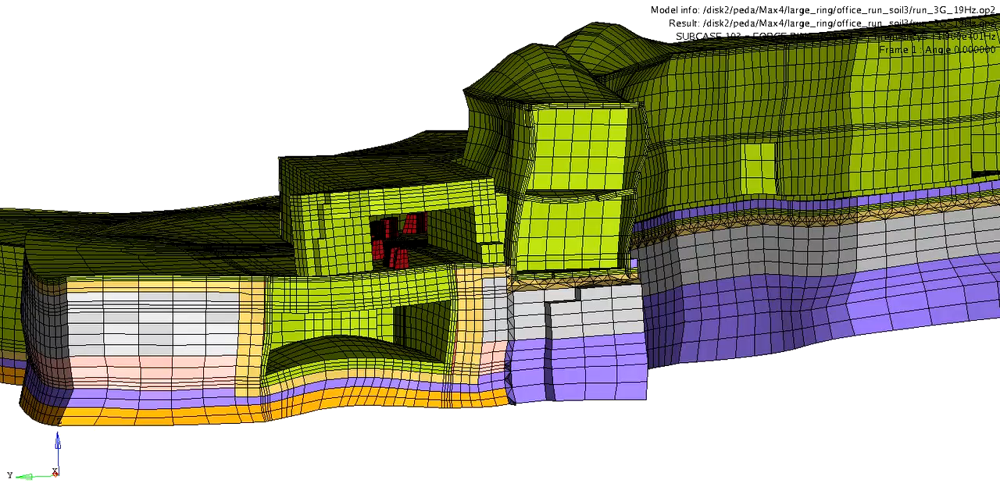 Model info: /disk2/peda/Max4/large_ring/office_run_soil3/run_3G_19Hz.op2
Result: /disk2/peda/Max4/large_ring/office_run_soil3/run_3G_19Hz.op2
SUBCASE
Frame 1 : Angle 0.000000
Y
X